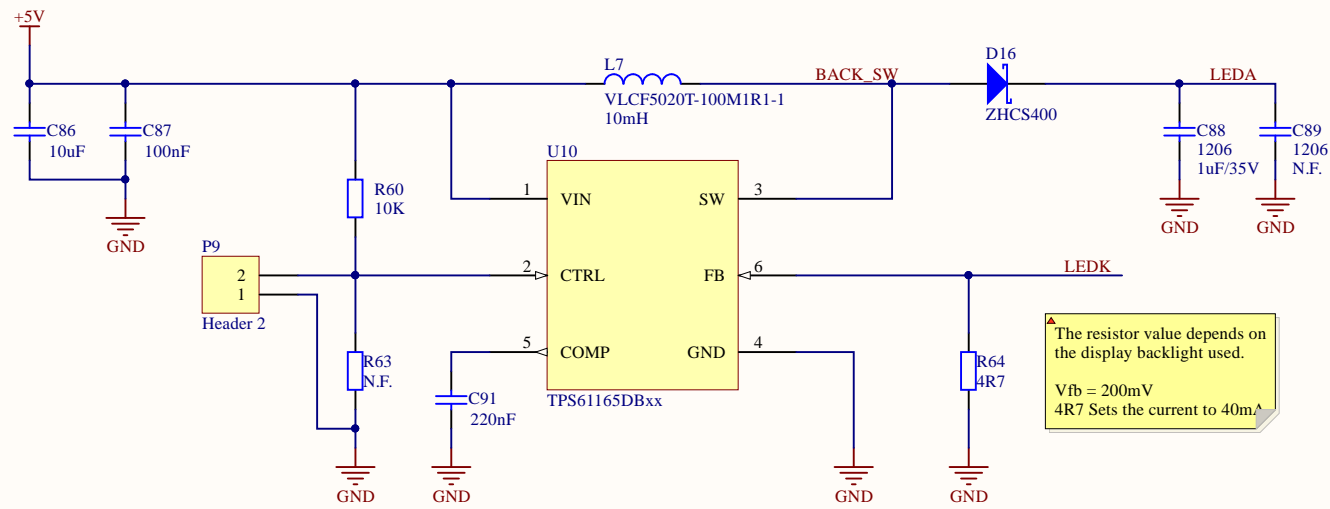 +5V
C86
10uF
C87
100nF
GND
R60
10K
P9
2
1
Header 2
R63
N.F.
GND
L7
VLCF5020T-100M1R1-1
10mH
BACK_SW
D16
ZHCS400
LEDA
C88
1206
1uF/35V
GND
C89
1206
N.F.
GND
U10
1 VIN
SW 3
2 CTRL
FB 6
5 COMP
GND 4
TPS61165DBxx
C91
220nF
GND
GND
LEDK
R64
4R7
GND
The resistor value depends on
the display backlight used.
Vfb = 200mV
4R7 Sets the current to 40mA